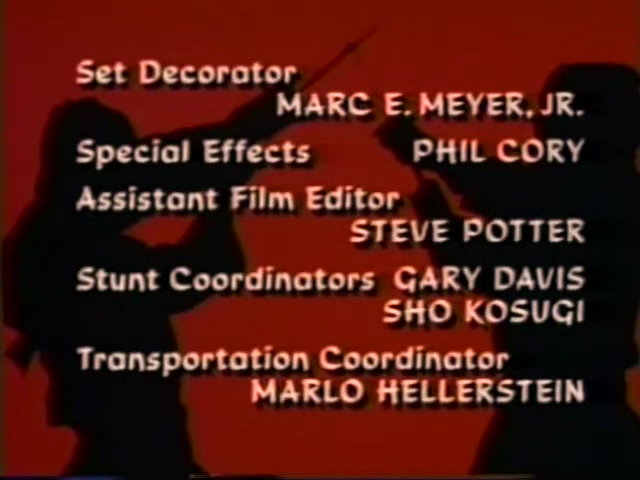 Set Decorator
MARC E. MEYER, JR.
Special Effects PHIL CORY
Assistant Film Editor
STEVE POTTER
Stunt Coordinators GARY DAVIS
SHO KOSUGI
Transportation Coordinator
MARLO HELLERSTEIN